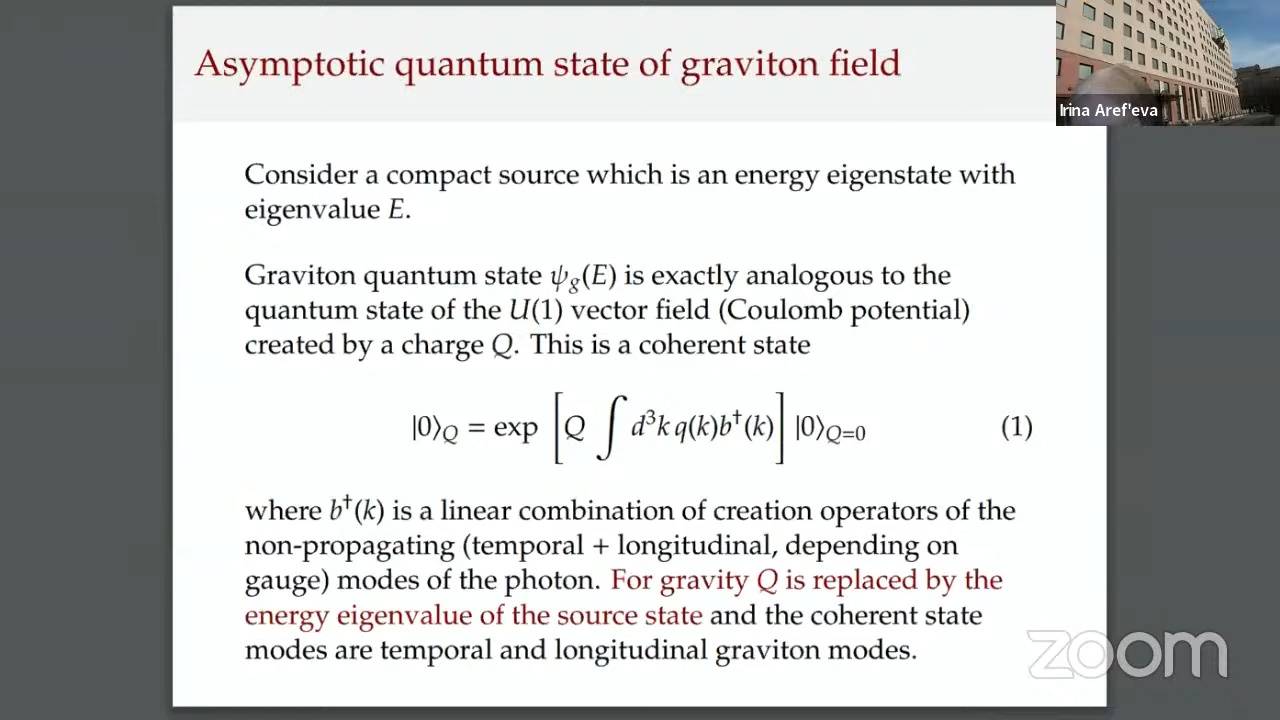 Asymptotic quantum state of graviton field
Irina Aref'eva
Consider a compact source which is an energy eigenstate with
eigenvalue E.
Graviton quantum state ψ_g(E) is exactly analogous to the
quantum state of the U(1) vector field (Coulomb potential)
created by a charge Q. This is a coherent state
|0⟩_Q = exp [Q ∫ d³k q(k)b†(k)] |0⟩_{Q=0} (1)
where b†(k) is a linear combination of creation operators of the
non-propagating (temporal + longitudinal, depending on
gauge) modes of the photon. For gravity Q is replaced by the
energy eigenvalue of the source state and the coherent state
modes are temporal and longitudinal graviton modes.
zoom